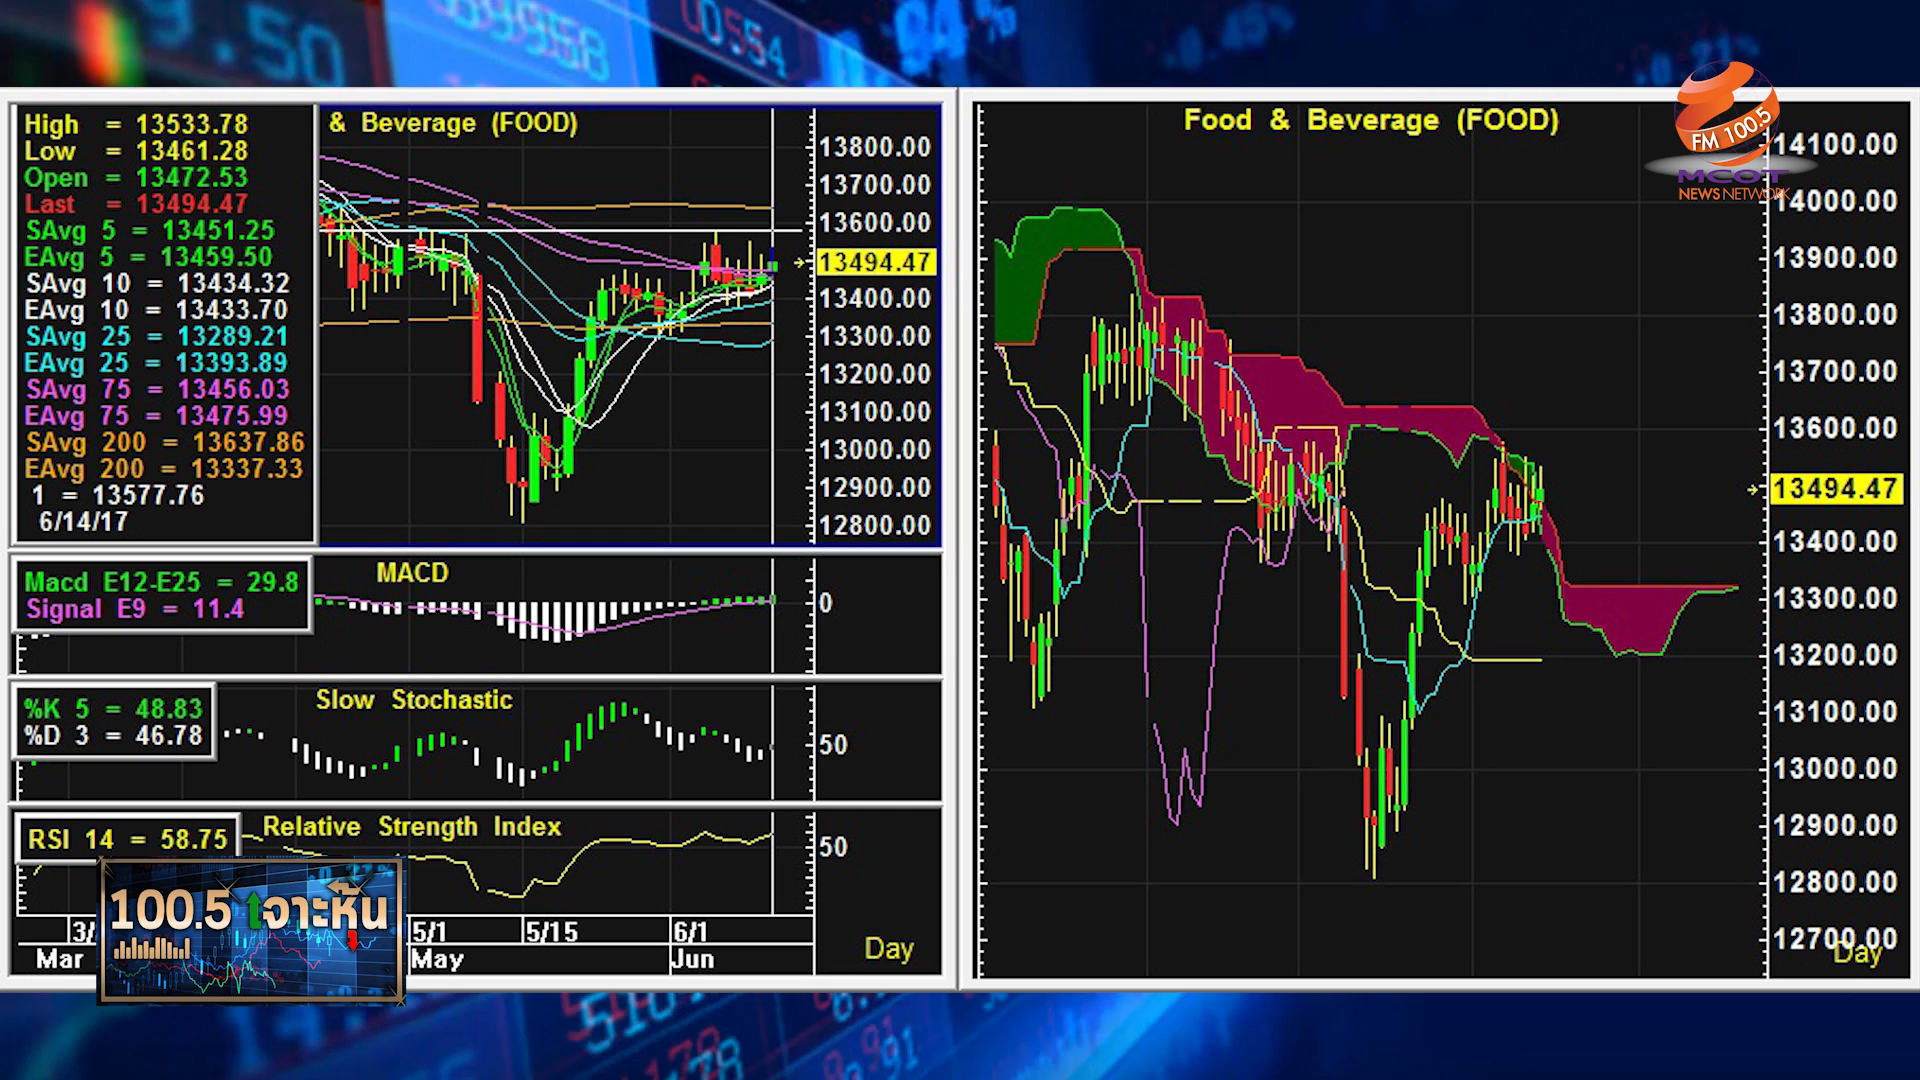 High = 13533.78
Low = 13461.28
Open = 13472.53
Last = 13494.47
SAvg 5 = 13451.25
EAvg 5 = 13459.50
SAvg 10 = 13434.32
EAvg 10 = 13433.70
SAvg 25 = 13289.21
EAvg 25 = 13393.89
SAvg 75 = 13456.03
EAvg 75 = 13475.99
SAvg 200 = 13637.86
EAvg 200 = 13337.33
1 = 13577.76
6/14/17
& Beverage (FOOD)
13800.00
13700.00
13600.00
13494.47
13400.00
13300.00
13200.00
13100.00
13000.00
12900.00
12800.00
Macd E12-E25 = 29.8
Signal E9 = 11.4
MACD
0
%K 5 = 48.83
%D 3 = 46.78
Slow Stochastic
50
RSI 14 = 58.75
Relative Strength Index
50
3/
5/1
5/15
6/1
Mar
May
Jun
Day
100.5 เจาะหุ้น
Food & Beverage (FOOD)
14100.00
14000.00
13900.00
13800.00
13700.00
13600.00
13494.47
13400.00
13300.00
13200.00
13100.00
13000.00
12900.00
12800.00
12700.00
Day
FM 100.5
MCOT
NEWS NETWORK